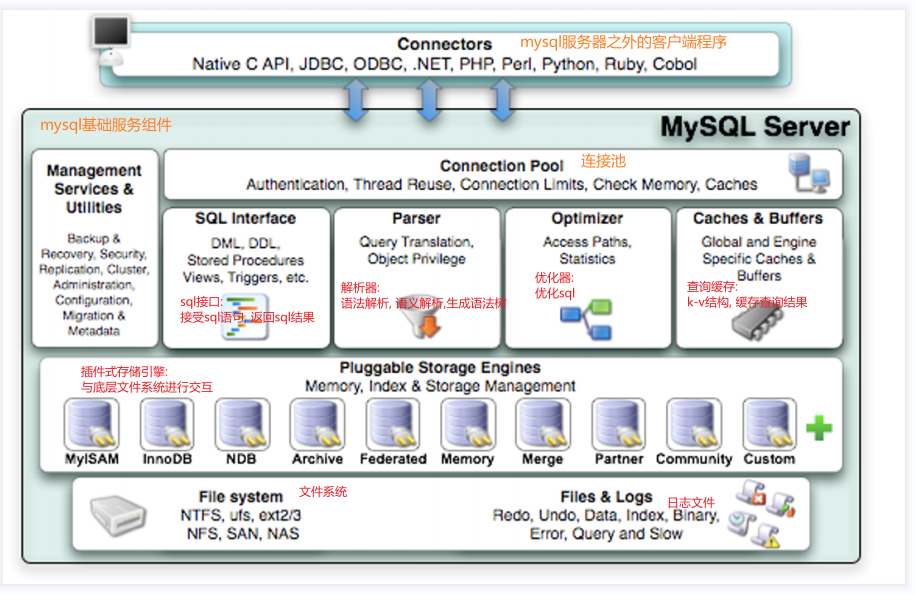 Connectors
mysql服务器之外的客户端程序
Native C API, JDBC, ODBC, .NET, PHP, Perl, Python, Ruby, Cobol
mysql基础服务组件
MySQL Server
Management
Services &
Utilities
Backup &
Recovery, Security,
Replication, Cluster,
Administration,
Configuration,
Migration &
Metadata
Connection Pool
连接池
Authentication, Thread Reuse, Connection Limits, Check Memory, Caches
SQL Interface
DML, DDL,
Stored Procedures
Views, Triggers, etc.
sql接口:
接受sql语句, 返回sql结果
Parser
Query Translation,
Object Privilege
解析器:
语法解析, 语义解析,生成语法树
Optimizer
Access Paths,
Statistics
优化器:
优化sql
Caches & Buffers
Global and Engine
Specific Caches &
Buffers
查询缓存:
k-v结构, 缓存查询结果
Pluggable Storage Engines
Memory, Index & Storage Management
插件式存储引擎:
与底层文件系统进行交互
MyISAM
InnoDB
NDB
Archive
Federated
Memory
Merge
Partner
Community
Custom
File system
文件系统
NTFS, ufs, ext2/3
NFS, SAN, NAS
Files & Logs
日志文件
Redo, Undo, Data, Index, Binary,
Error, Query and Slow